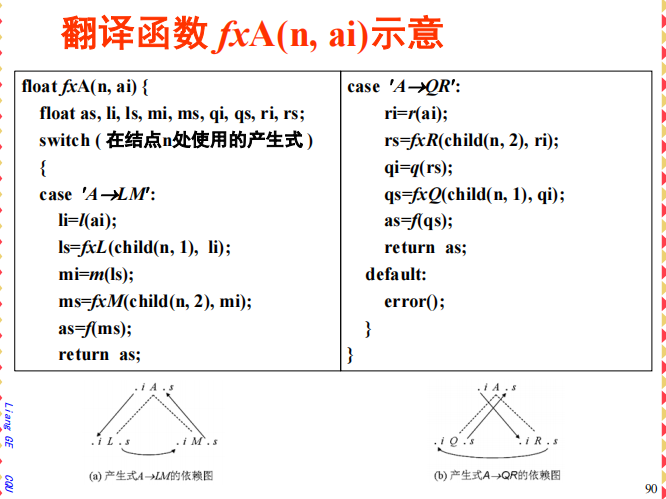 翻译函数 fxA(n, ai)示意
float fxA(n, ai) {
float as, li, ls, mi, ms, qi, qs, ri, rs;
switch ( 在结点n处使用的产生式 )
{
case 'A→LM':
li=l(ai);
ls=fxL(child(n, 1), li);
mi=m(ls);
ms=fxM(child(n, 2), mi);
as=f(ms);
return as;
case 'A→QR':
ri=r(ai);
rs=fxR(child(n, 2), ri);
qi=q(rs);
qs=fxQ(child(n, 1), qi);
as=f(qs);
return as;
default:
error();
}
}
. i A . s
. i L . s . i M . s
(a) 产生式A→LM的依赖图
. i A . s
. i Q . s . i R . s
(b) 产生式A→QR的依赖图
Liang GE CQU
90